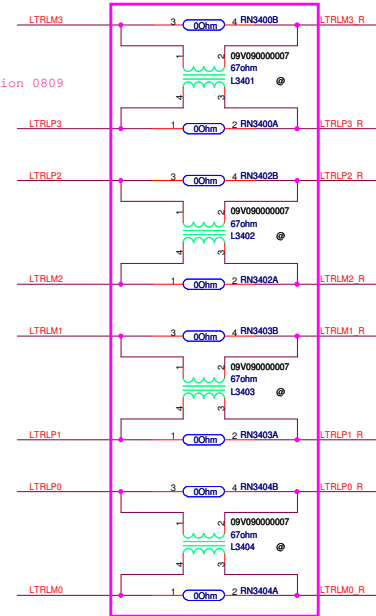 LTRLM3 3 0Ohm 4 RN3400B LTRLM3_R
1 2 09V090000007
67ohm
ion 0809
L3401 @
4 3
LTRLP3 1 0Ohm 2 RN3400A LTRLP3_R
LTRLP2 3 0Ohm 4 RN3402B LTRLP2_R
1 2 09V090000007
67ohm
L3402 @
4 3
LTRLM2 1 0Ohm 2 RN3402A LTRLM2_R
LTRLM1 3 0Ohm 4 RN3403B LTRLM1_R
1 2 09V090000007
67ohm
L3403 @
4 3
LTRLP1 1 0Ohm 2 RN3403A LTRLP1_R
LTRLP0 3 0Ohm 4 RN3404B LTRLP0_R
1 2 09V090000007
67ohm
L3404 @
4 3
LTRLM0 1 0Ohm 2 RN3404A LTRLM0_R